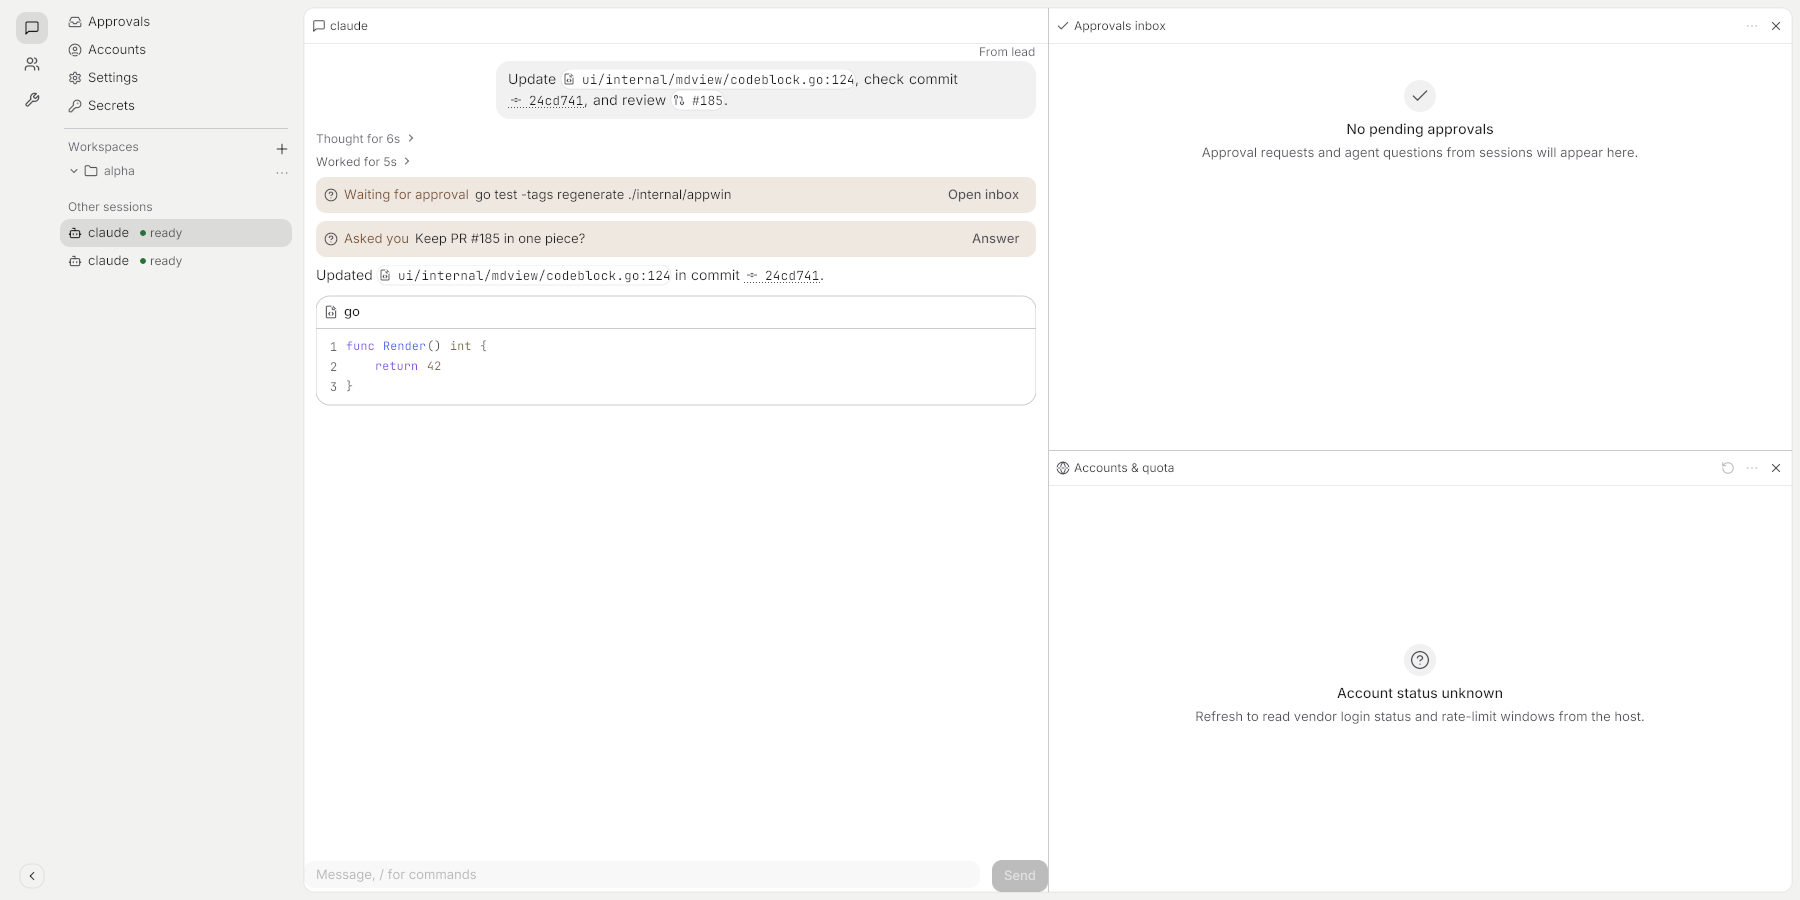 Approvals
Accounts
Settings
Secrets
Workspaces
alpha
Other sessions
claude ready
claude ready
claude
From lead
Update ui/internal/mdview/codeblock.go:124, check commit
24cd741, and review #185.
Thought for 6s
Worked for 5s
Waiting for approval go test -tags regenerate ./internal/appwin Open inbox
Asked you Keep PR #185 in one piece? Answer
Updated ui/internal/mdview/codeblock.go:124 in commit 24cd741.
go
1 func Render() int {
2     return 42
3 }
Message, / for commands
Send
Approvals inbox
No pending approvals
Approval requests and agent questions from sessions will appear here.
Accounts & quota
Account status unknown
Refresh to read vendor login status and rate-limit windows from the host.